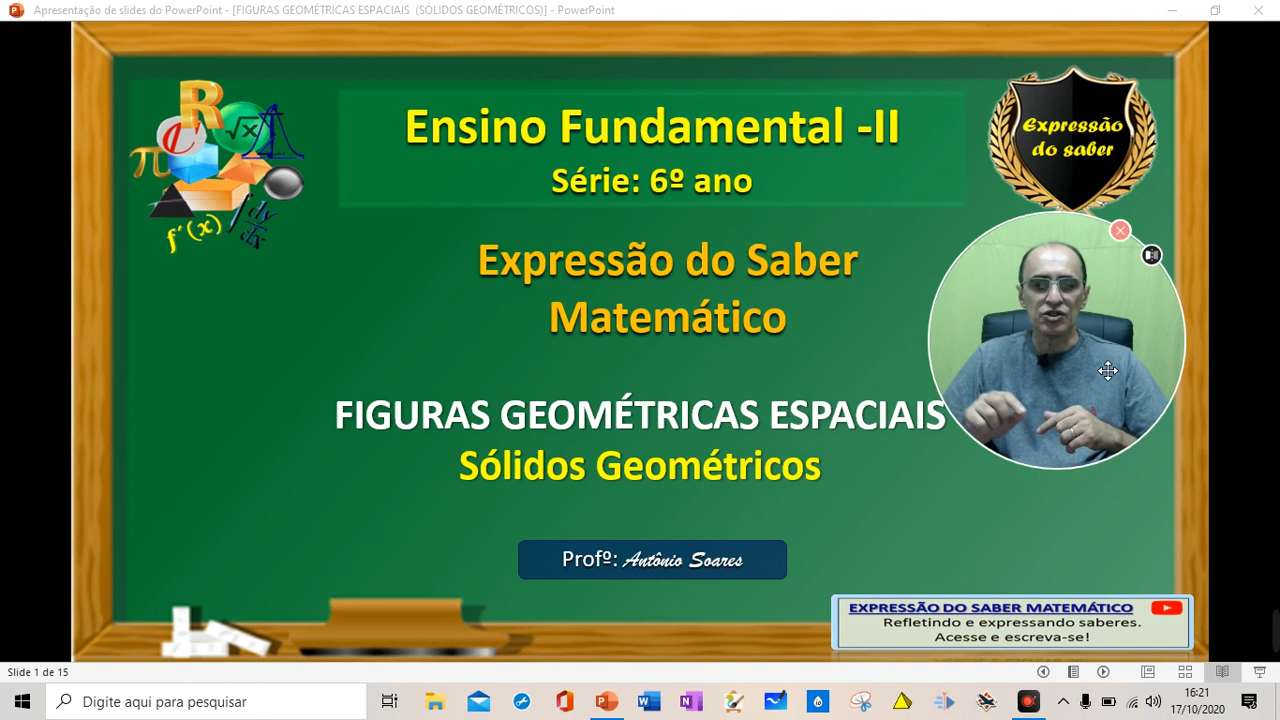 Apresentação de slides do PowerPoint - [FIGURAS GEOMÉTRICAS ESPACIAIS (SÓLIDOS GEOMÉTRICOS)] - PowerPoint
R
C
√x
π
f'(x)
∫dy/dx
Expressão
do saber
Ensino Fundamental -II
Série: 6º ano
Expressão do Saber
Matemático
FIGURAS GEOMÉTRICAS ESPACIAIS
Sólidos Geométricos
Profº: Antônio Soares
EXPRESSÃO DO SABER MATEMÁTICO
Refletindo e expressando saberes.
Acesse e escreva-se!
Slide 1 de 15
Digite aqui para pesquisar
16:21
17/10/2020